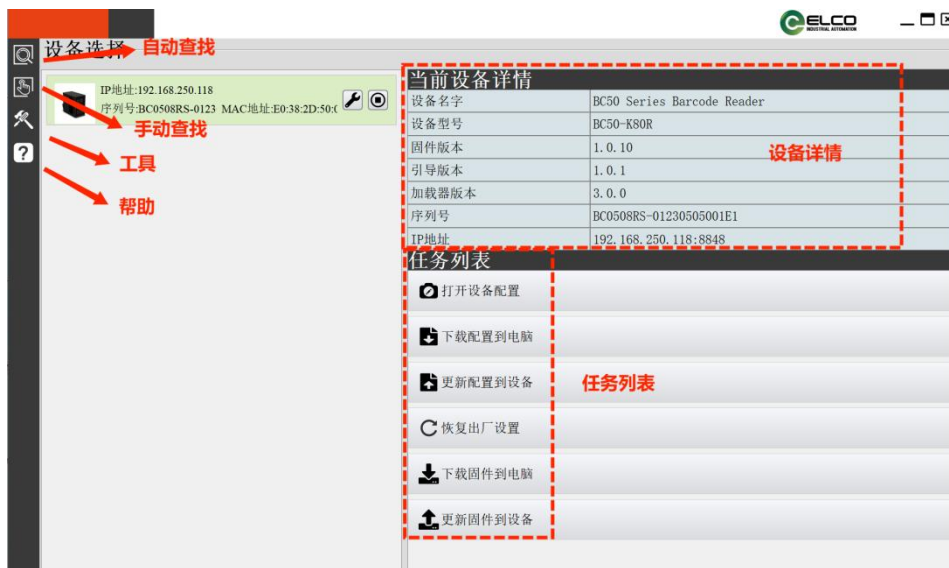 ELCO
INDUSTRIAL AUTOMATION
设备选择
自动查找
IP地址:192.168.250.118
序列号:BC0508RS-0123 MAC地址:E0:38:2D:50:(
手动查找
工具
?
帮助
当前设备详情
设备名字 BC50 Series Barcode Reader
设备型号 BC50-K80R
固件版本 1.0.10
设备详情
引导版本 1.0.1
加载器版本 3.0.0
序列号 BC0508RS-01230505001E1
IP地址 192.168.250.118:8848
任务列表
打开设备配置
下载配置到电脑
更新配置到设备
任务列表
恢复出厂设置
下载固件到电脑
更新固件到设备